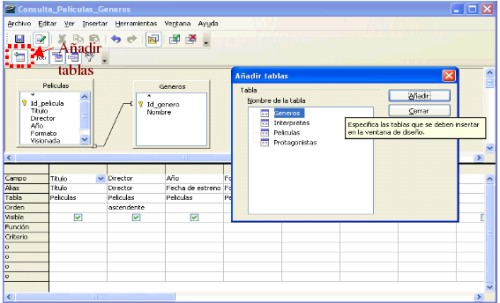 Consulta_Peliculas_Generos
Archivo Editar Ver Insertar Herramientas Ventana Ayuda
Añadir tablas
Peliculas
*
Id_pelicula
Titulo
Director
Año
Formato
Visionada
Generos
*
Id_genero
Nombre
Añadir tablas
Tabla
Nombre de la tabla
Generos
Interpretes
Peliculas
Protagonistas
Añadir
Cerrar
Especifica las tablas que se deben insertar
en la ventana de diseño.
Campo Titulo Director Año
Alias Titulo Director Fecha de estreno
Tabla Peliculas Peliculas Peliculas
Orden ascendente
Visible
Función
Criterio
o
o
o
o